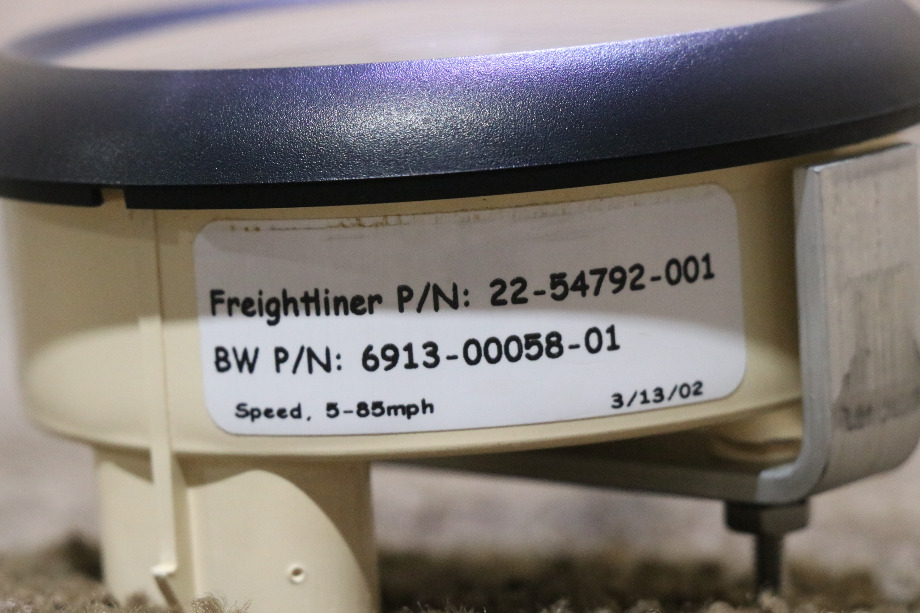 Freightliner P/N: 22-54792-001
BW P/N: 6913-00058-01
Speed, 5-85mph 3/13/02